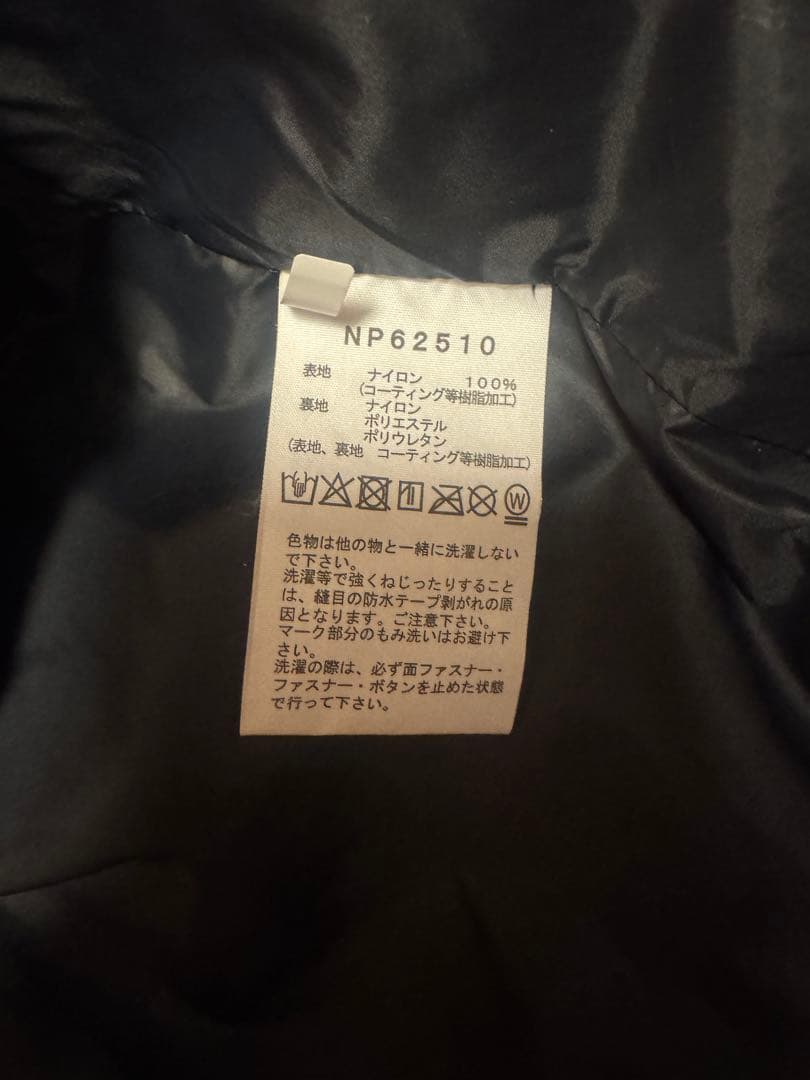 NP62510
表地 ナイロン 100%
(コーティング等樹脂加工)
裏地 ナイロン
ポリエステル
ポリウレタン
(表地、裏地 コーティング等樹脂加工)
W
色物は他の物と一緒に洗濯しない
で下さい。
洗濯等で強くねじったりすること
は、縫目の防水テープ剥がれの原
因となります。ご注意下さい。
マーク部分のもみ洗いはお避け下
さい。
洗濯の際は、必ず面ファスナー・
ファスナー・ボタンを止めた状態
で行って下さい。